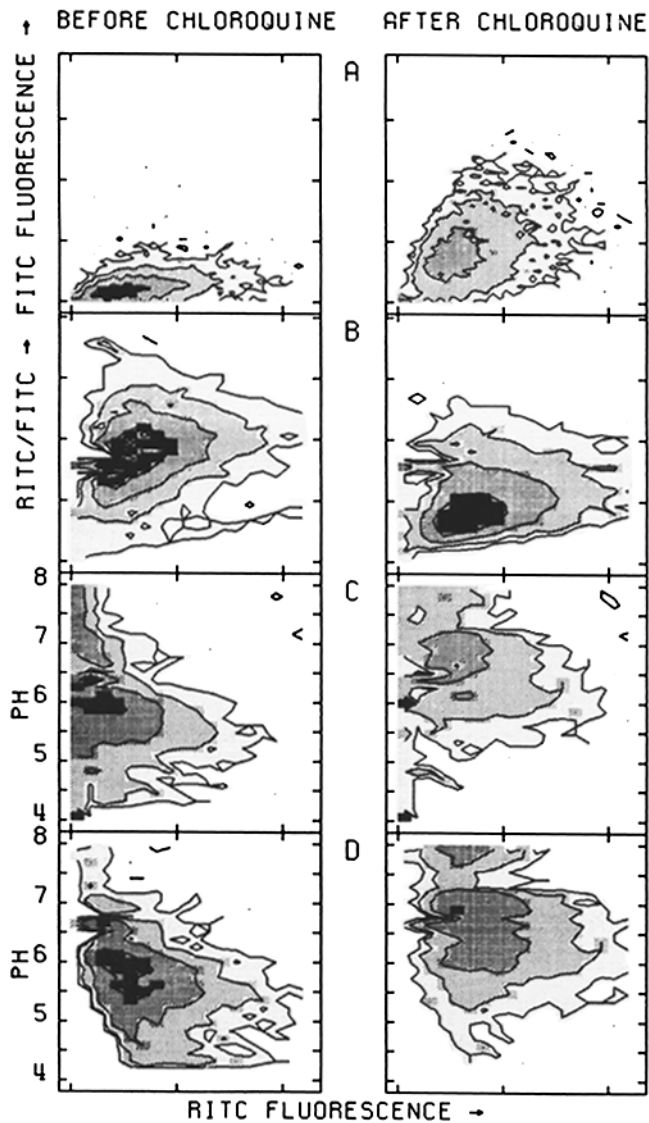 BEFORE CHLOROQUINE
AFTER CHLOROQUINE
FITC FLUORESCENCE →
A
RITC/FITC →
B
8
7
6
5
4
PH
C
8
7
6
5
4
PH
D
RITC FLUORESCENCE →